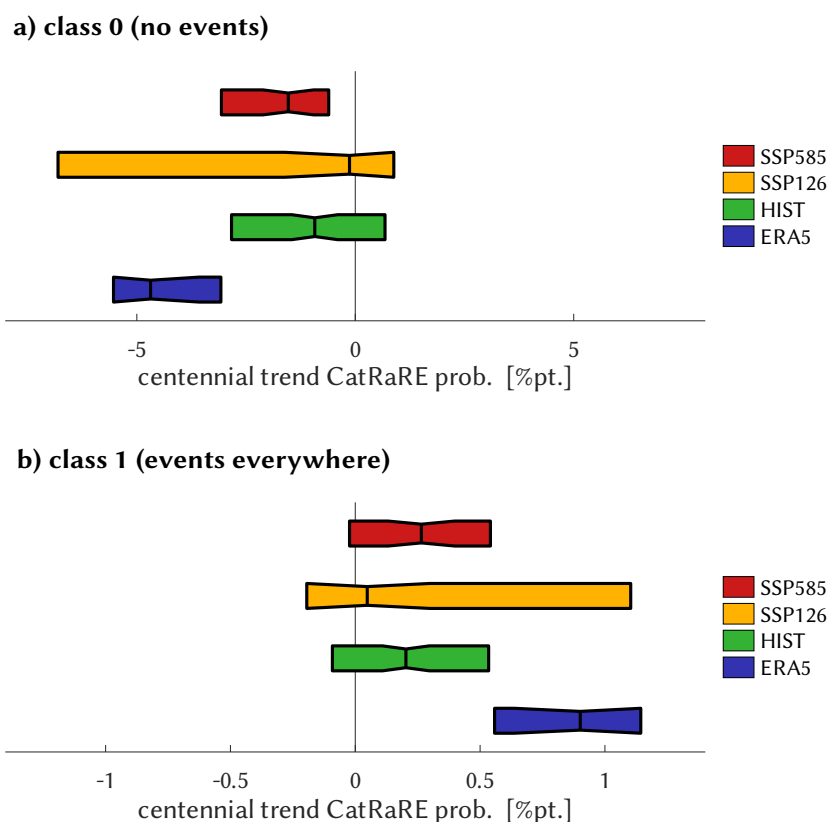 a) class 0 (no events)
SSP585
SSP126
HIST
ERA5
-5 0 5
centennial trend CatRaRE prob. [%pt.]
b) class 1 (events everywhere)
SSP585
SSP126
HIST
ERA5
-1 -0.5 0 0.5 1
centennial trend CatRaRE prob. [%pt.]